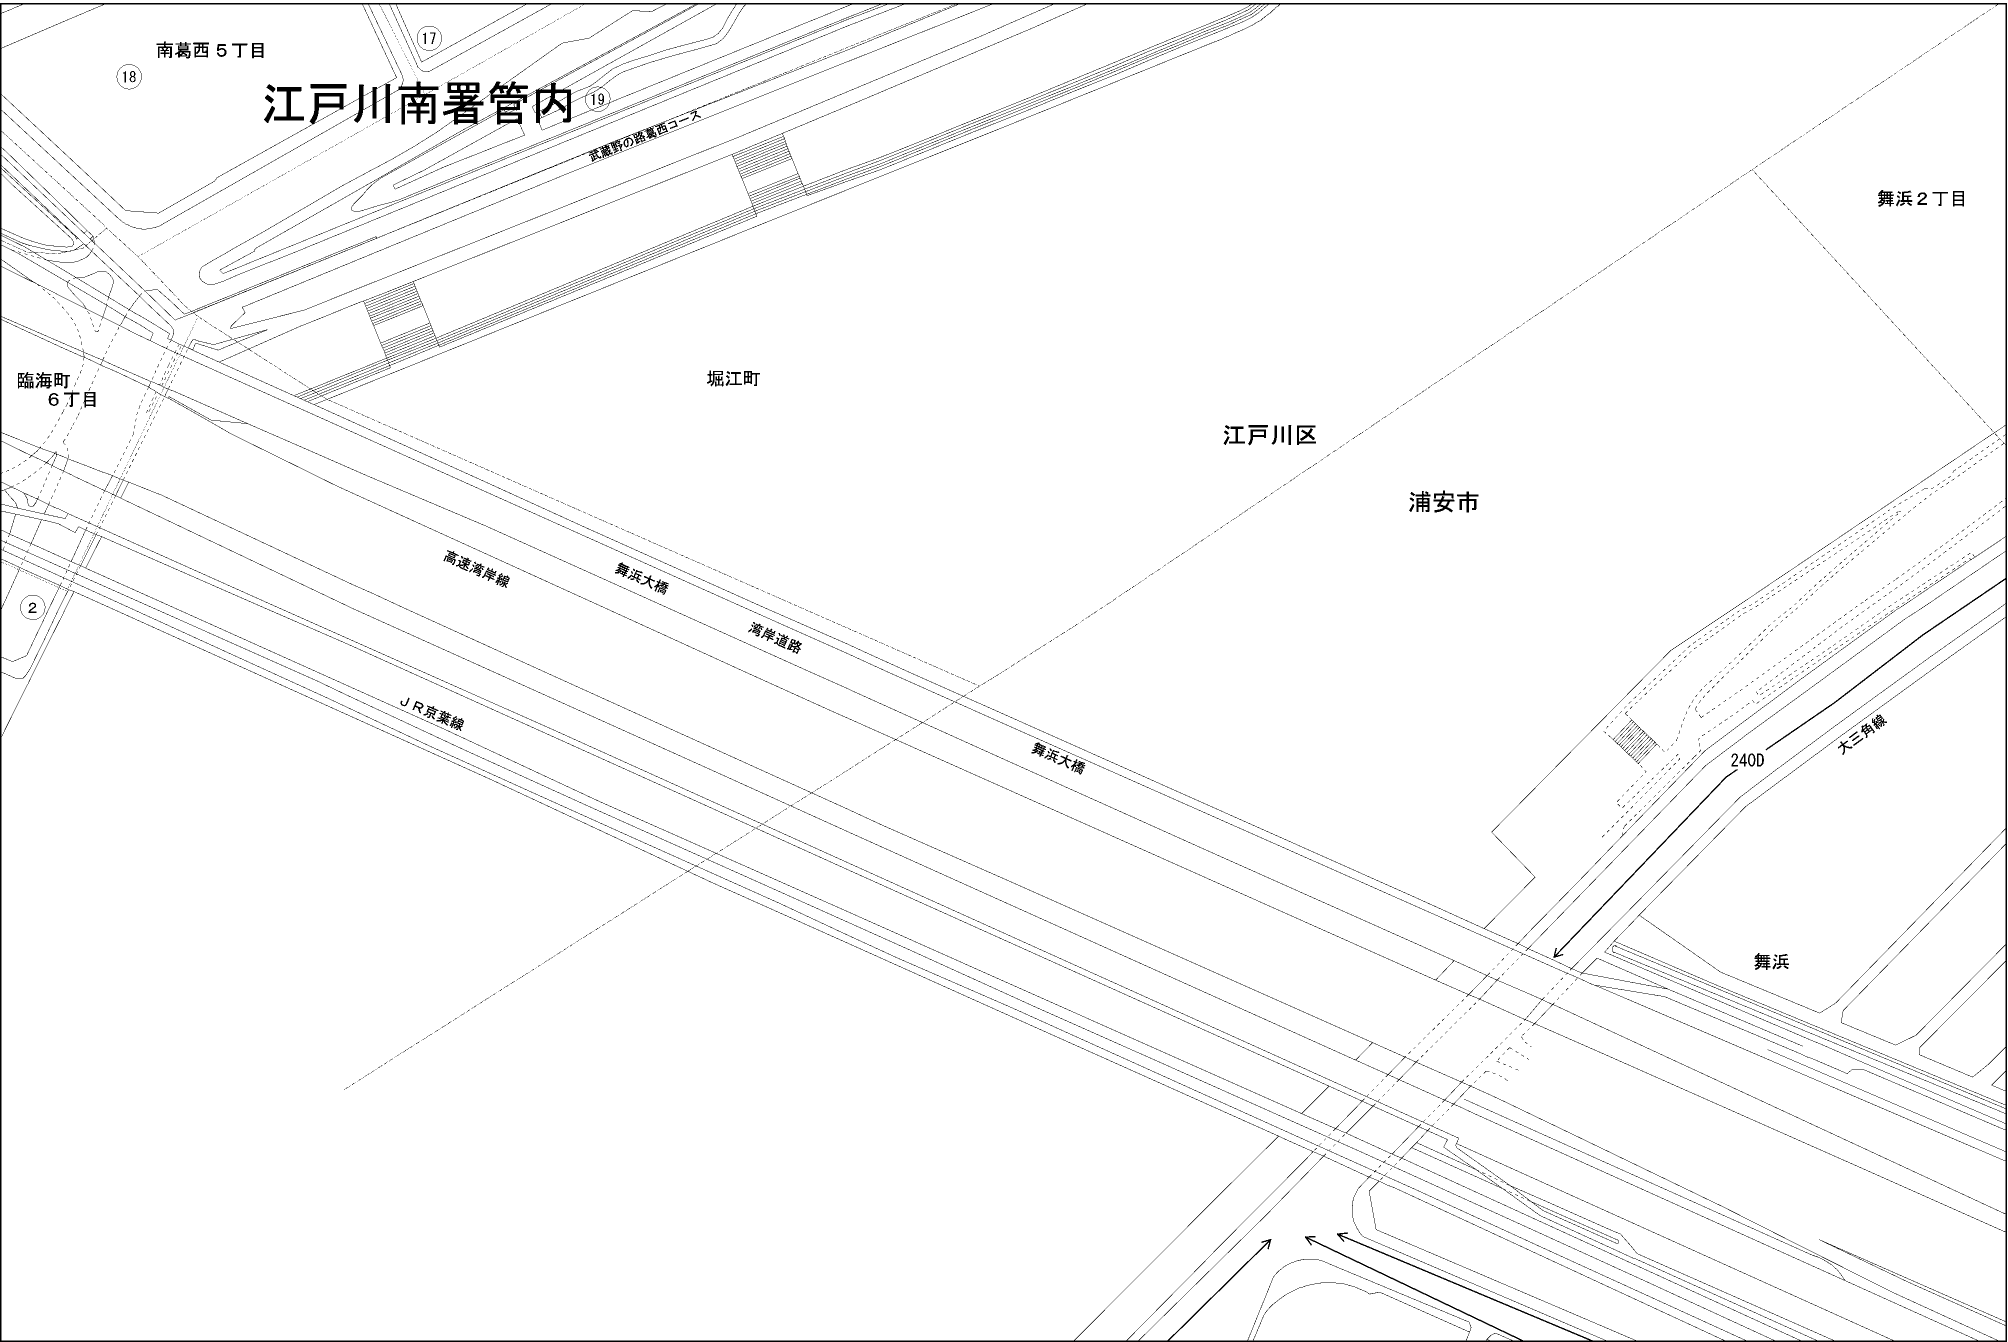 17
南葛西５丁目
18
江戸川南署管内
19
武蔵野の路葛西コース
舞浜２丁目
臨海町
６丁目
堀江町
江戸川区
浦安市
高速湾岸線
舞浜大橋
2
湾岸道路
ＪＲ京葉線
舞浜大橋
大三角線
240D
舞浜